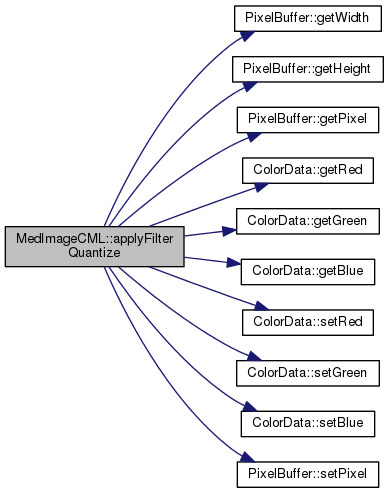 PixelBuffer::getWidth
PixelBuffer::getHeight
PixelBuffer::getPixel
ColorData::getRed
ColorData::getGreen
MedImageCML::applyFilter
Quantize
ColorData::getBlue
ColorData::setRed
ColorData::setGreen
ColorData::setBlue
PixelBuffer::setPixel